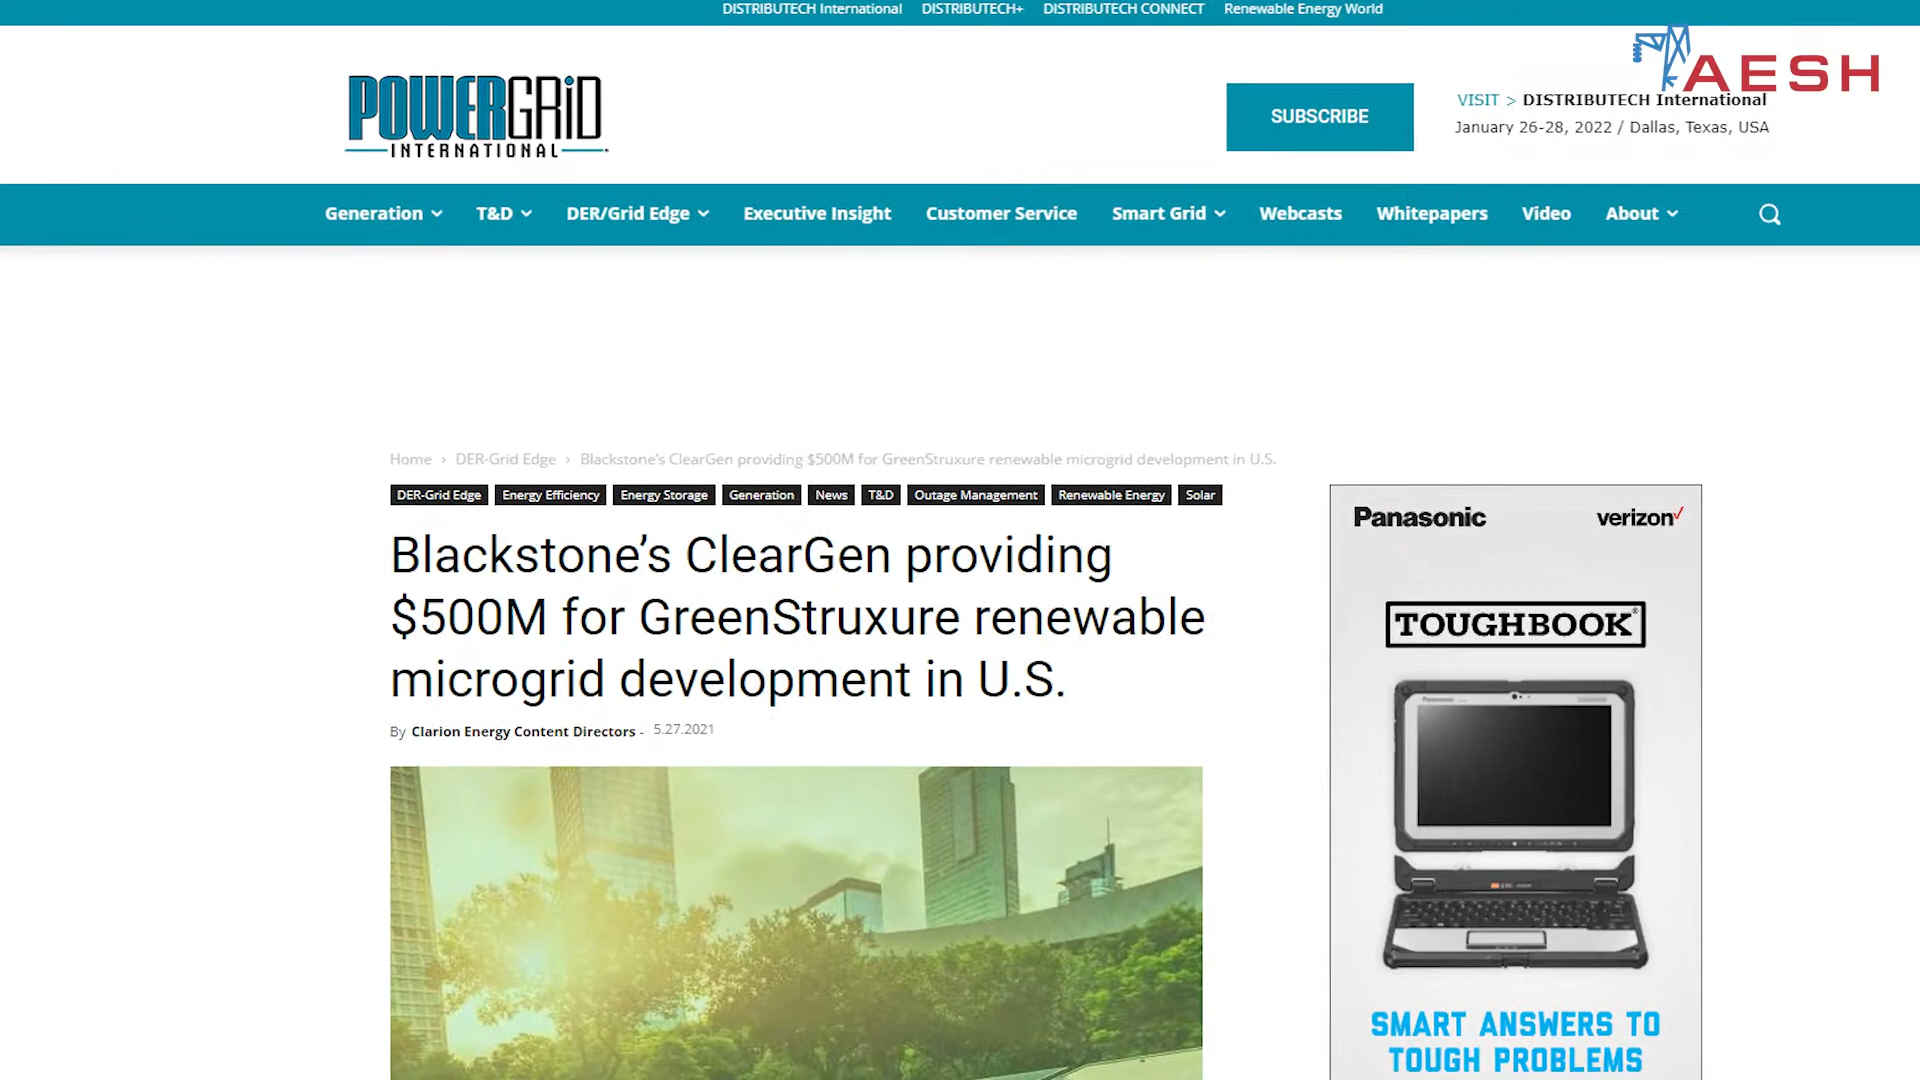 DISTRIBUTECH International DISTRIBUTECH+ DISTRIBUTECH CONNECT Renewable Energy World
AESH
POWERGRID
INTERNATIONAL
SUBSCRIBE
VISIT > DISTRIBUTECH International
January 26-28, 2022 / Dallas, Texas, USA
Generation T&D DER/Grid Edge Executive Insight Customer Service Smart Grid Webcasts Whitepapers Video About
Home › DER-Grid Edge › Blackstone's ClearGen providing $500M for GreenStruxure renewable microgrid development in U.S.
DER-Grid Edge Energy Efficiency Energy Storage Generation News T&D Outage Management Renewable Energy Solar
Blackstone’s ClearGen providing
$500M for GreenStruxure renewable
microgrid development in U.S.
By Clarion Energy Content Directors - 5.27.2021
Panasonic verizon✓
TOUGHBOOK®
Panasonic
SMART ANSWERS TO
TOUGH PROBLEMS